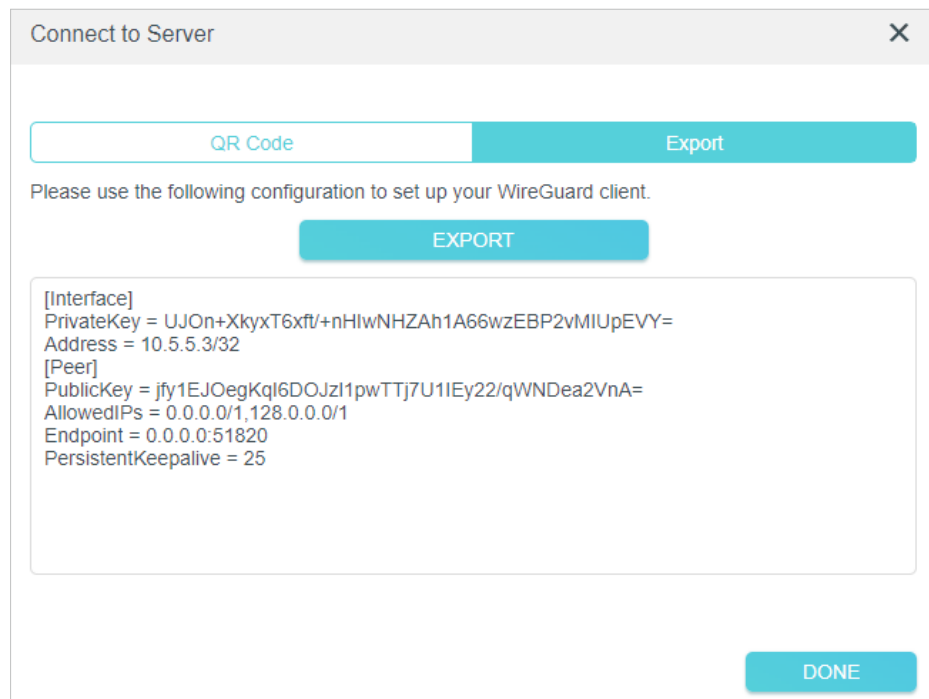 Connect to Server
QR Code
Export
Please use the following configuration to set up your WireGuard client.
EXPORT
[Interface]
PrivateKey = UJOn+XkyxT6xft/+nHIwNHZAh1A66wzEBP2vMIUpEVY=
Address = 10.5.5.3/32
[Peer]
PublicKey = jfy1EJOegKqI6DOJzI1pwTTj7U1IEy22/qWNDea2VnA=
AllowedIPs = 0.0.0.0/1,128.0.0.0/1
Endpoint = 0.0.0.0:51820
PersistentKeepalive = 25
DONE